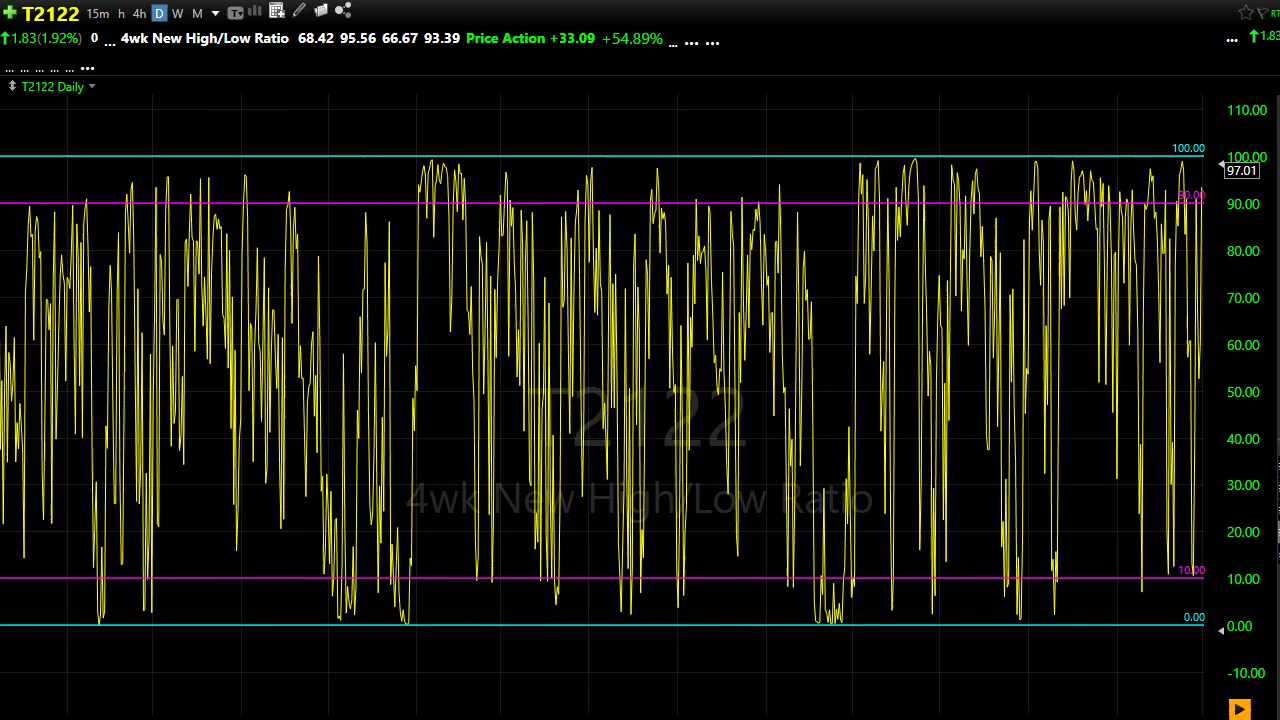 T2122 15m h 4h D W M T
1.83(1.92%) 0 ... 4wk New High/Low Ratio 68.42 95.56 66.67 93.39 Price Action +33.09 +54.89% ... ... ... ... 1.83
... ... ... ... ... ...
T2122 Daily
110.00
100.00 100.00
97.01
90.00 90.00
80.00
70.00
60.00
50.00
T2122
40.00
4wk New High/Low Ratio
30.00
20.00
10.00 10.00
0.00 0.00
-10.00